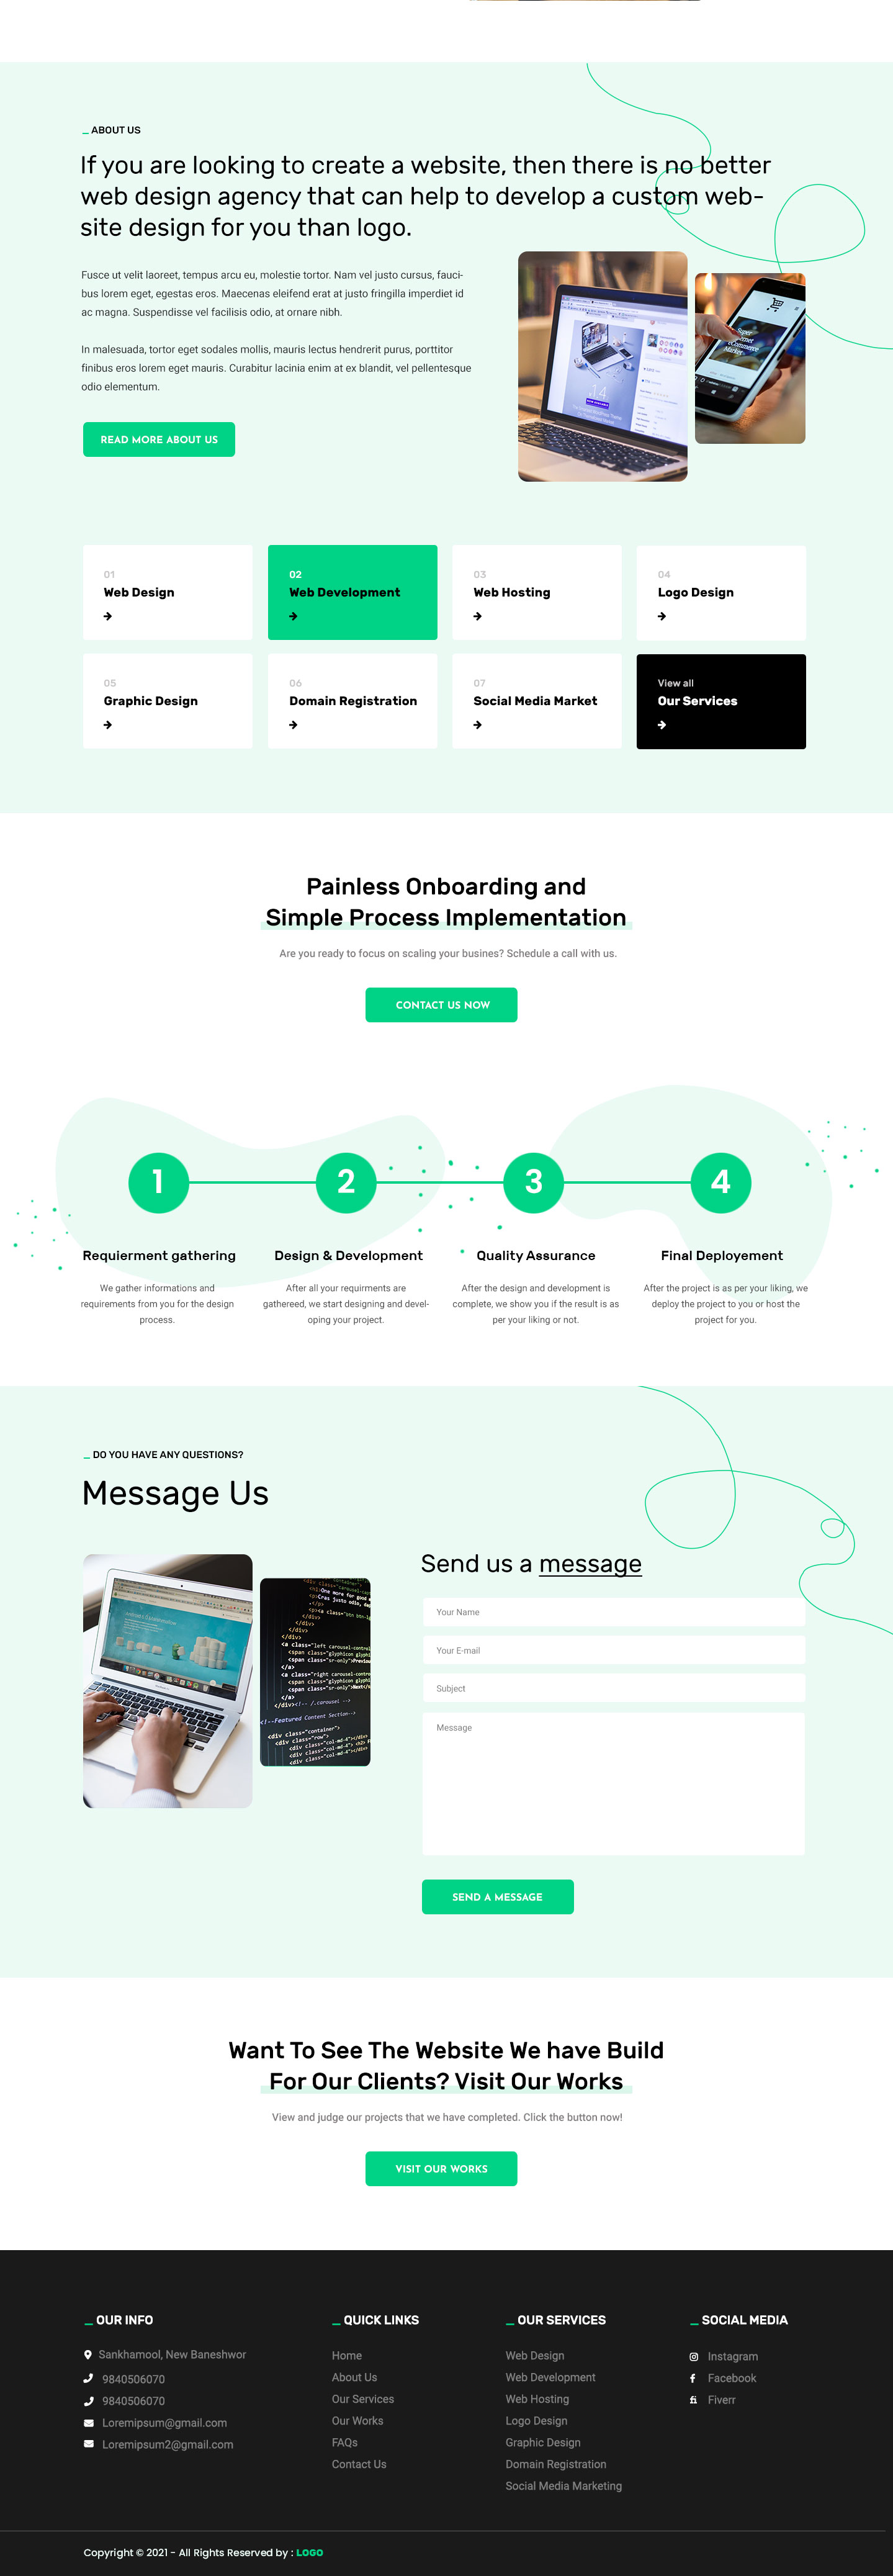 _ ABOUT US
If you are looking to create a website, then there is no better
web design agency that can help to develop a custom web-
site design for you than logo.
Fusce ut velit laoreet, tempus arcu eu, molestie tortor. Nam vel justo cursus, fauci-
bus lorem eget, egestas eros. Maecenas eleifend erat at justo fringilla imperdiet id
ac magna. Suspendisse vel facilisis odio, at ornare nibh.
In malesuada, tortor eget sodales mollis, mauris lectus hendrerit purus, porttitor
finibus eros lorem eget mauris. Curabitur lacinia enim at ex blandit, vel pellentesque
odio elementum.
READ MORE ABOUT US
01
Web Design
02
Web Development
03
Web Hosting
04
Logo Design
05
Graphic Design
06
Domain Registration
07
Social Media Market
View all
Our Services
Painless Onboarding and
Simple Process Implementation
Are you ready to focus on scaling your busines? Schedule a call with us.
CONTACT US NOW
1
2
3
4
Requierment gathering
We gather informations and
requirements from you for the design
process.
Design & Development
After all your requirments are
gathereed, we start designing and devel-
oping your project.
Quality Assurance
After the design and development is
complete, we show you if the result is as
per your liking or not.
Final Deployement
After the project is as per your liking, we
deploy the project to you or host the
project for you.
_ DO YOU HAVE ANY QUESTIONS?
Message Us
Send us a message
Your Name
Your E-mail
Subject
Message
SEND A MESSAGE
Want To See The Website We have Build
For Our Clients? Visit Our Works
View and judge our projects that we have completed. Click the button now!
VISIT OUR WORKS
_ OUR INFO
Sankhamool, New Baneshwor
9840506070
9840506070
Loremipsum@gmail.com
Loremipsum2@gmail.com
_ QUICK LINKS
Home
About Us
Our Services
Our Works
FAQs
Contact Us
_ OUR SERVICES
Web Design
Web Development
Web Hosting
Logo Design
Graphic Design
Domain Registration
Social Media Marketing
_ SOCIAL MEDIA
Instagram
Facebook
Fiverr
Copyright © 2021 - All Rights Reserved by : LOGO